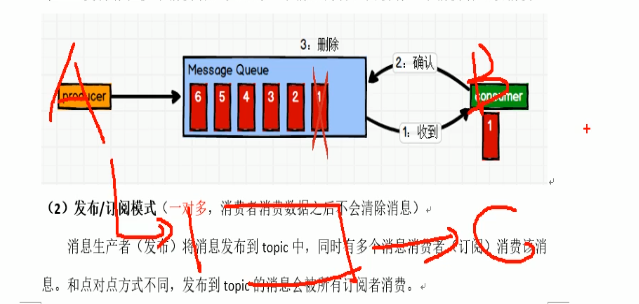 3：删除
Message Queue
2：确认
producer
6 5 4 3 2 1
consumer
1：收到
1
A
B
C
（2）发布/订阅模式（一对多，消费者消费数据之后不会清除消息）
消息生产者（发布）将消息发布到 topic 中，同时有多个消息消费者（订阅）消费该消
息。和点对点方式不同，发布到 topic 的消息会被所有订阅者消费。